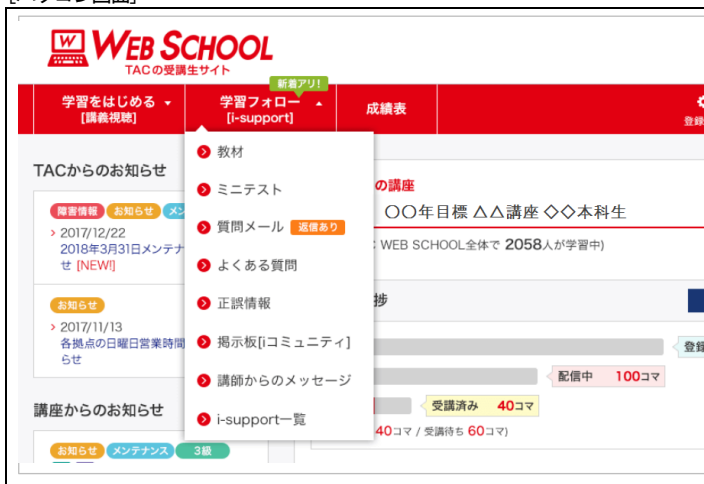 WEB SCHOOL
TACの受講生サイト
新着アリ!
学習をはじめる
[講義視聴]
学習フォロー
[i-support]
成績表
登録
教材
ミニテスト
質問メール 返信あり
よくある質問
正誤情報
掲示板[iコミュニティ]
講師からのメッセージ
i-support一覧
TACからのお知らせ
障害情報 お知らせ メン
2017/12/22
2018年3月31日メンテナ
せ [NEW!]
お知らせ
2017/11/13
各拠点の日曜日営業時間
らせ
講座からのお知らせ
お知らせ メンテナンス 3級
の講座
〇〇年目標 △△講座 ◇◇本科生
WEB SCHOOL全体で 2058人が学習中)
捗
登録
配信中 100コマ
受講済み 40コマ
40コマ / 受講待ち 60コマ)